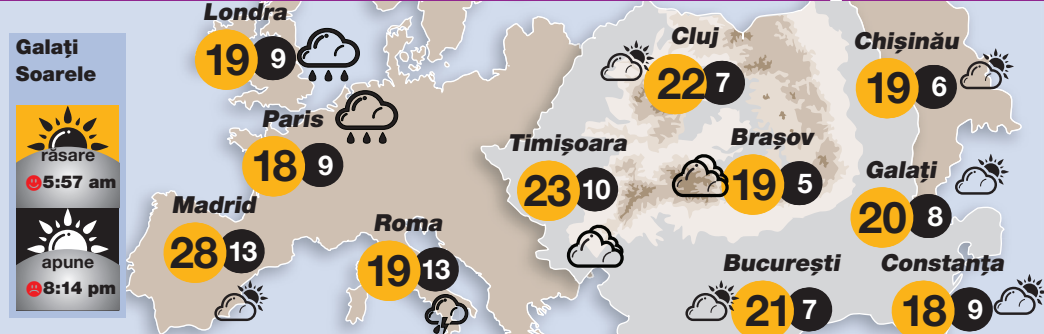 Galați
Soarele
răsare
5:57 am
apune
8:14 pm
Londra
19 9
Paris
18 9
Madrid
28 13
Roma
19 13
Cluj
22 7
Chișinău
19 6
Timișoara
23 10
Brașov
19 5
Galați
20 8
București
21 7
Constanța
18 9